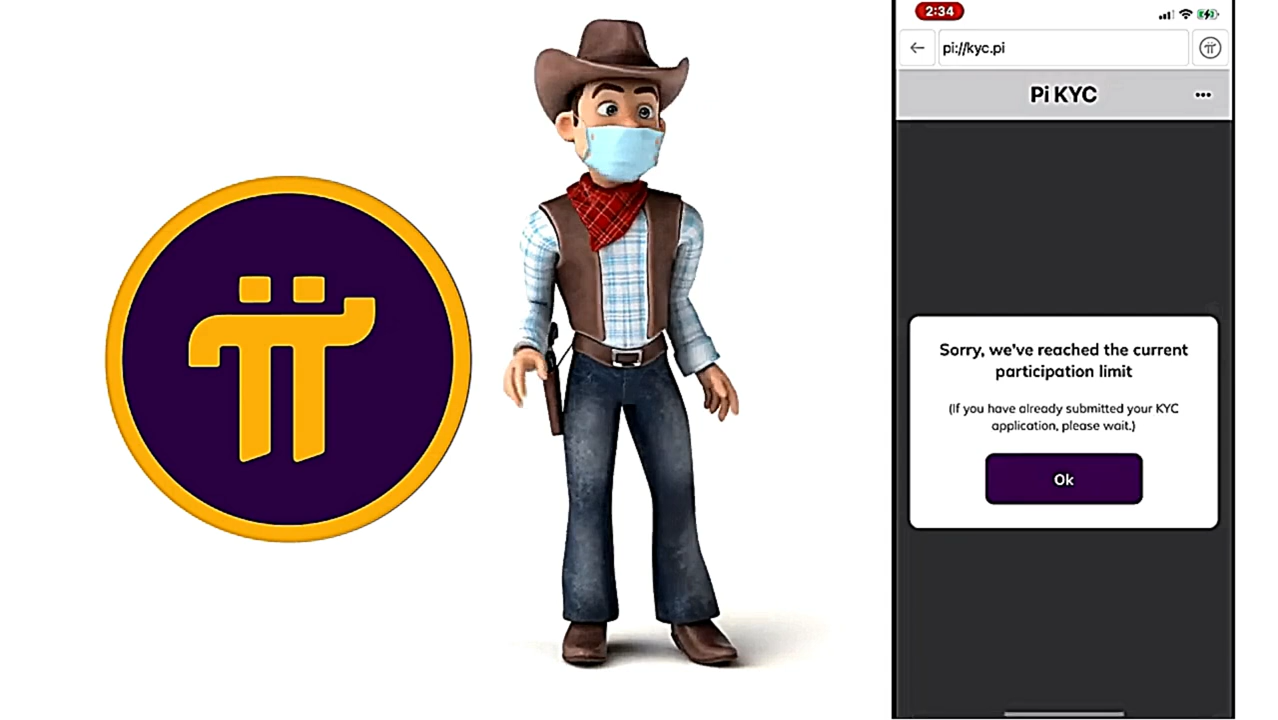 2:34
pi://kyc.pi
Pi KYC
Sorry, we've reached the current
participation limit
(If you have already submitted your KYC
application, please wait.)
Ok